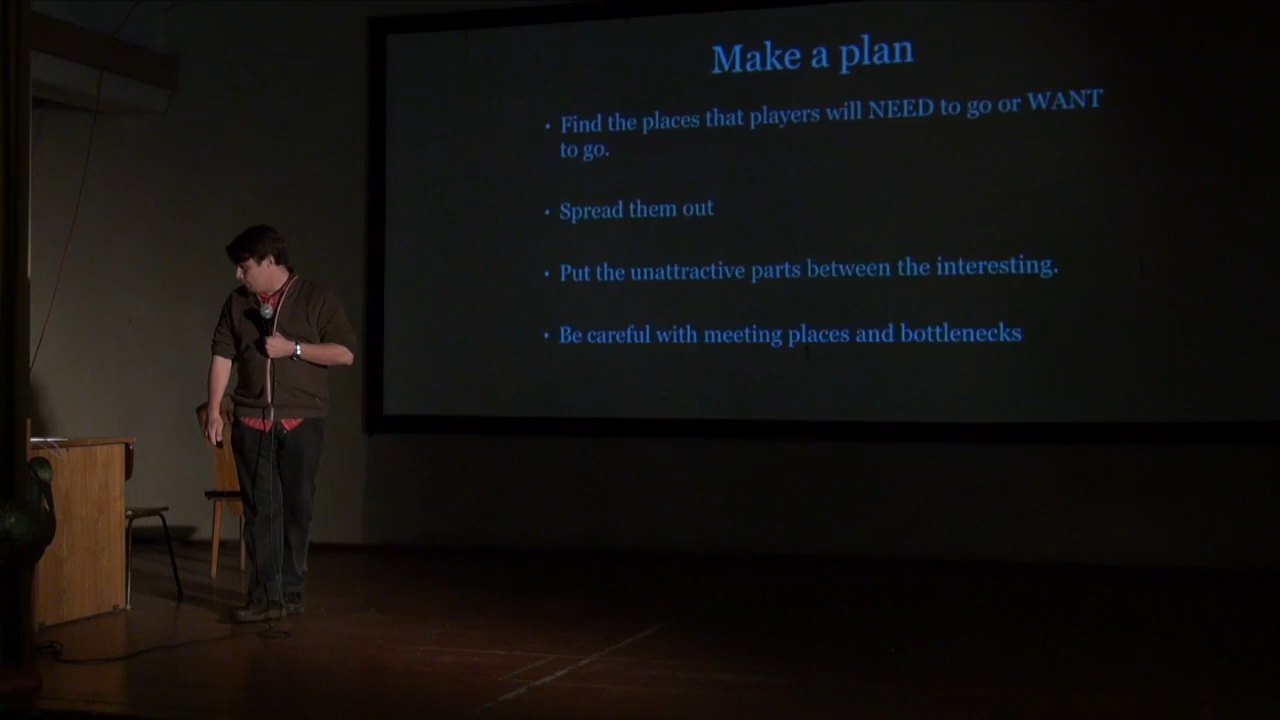 Make a plan
• Find the places that players will NEED to go or WANT
to go.
• Spread them out
• Put the unattractive parts between the interesting.
• Be careful with meeting places and bottlenecks